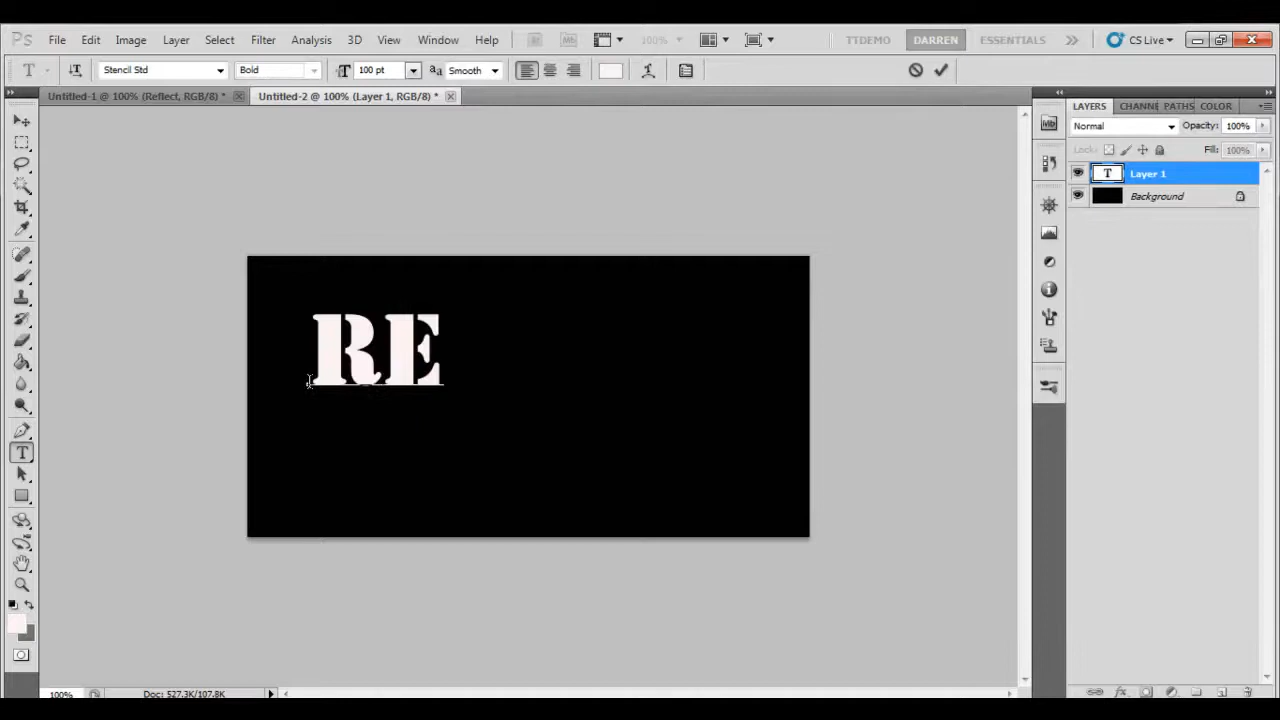 Ps File Edit Image Layer Select Filter Analysis 3D View Window Help 100% TTDEMO DARREN ESSENTIALS CS Live
T Stencil Std Bold 100 pt aa Smooth
Untitled-1 @ 100% (Reflect, RGB/8) * Untitled-2 @ 100% (Layer 1, RGB/8) *
LAYERS CHANNE PATHS COLOR
Normal Opacity: 100%
Lock: Fill: 100%
T Layer 1
Background
RE
100% Doc: 527.3K/107.8K